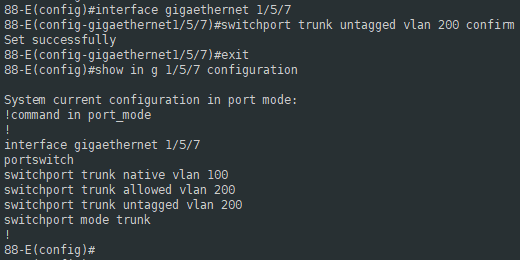 88-E(config)#interface gigaethernet 1/5/7
88-E(config-gigaethernet1/5/7)#switchport trunk untagged vlan 200 confirm
Set successfully
88-E(config-gigaethernet1/5/7)#exit
88-E(config)#show in g 1/5/7 configuration
System current configuration in port mode:
!command in port_mode
!
interface gigaethernet 1/5/7
portswitch
switchport trunk native vlan 100
switchport trunk allowed vlan 200
switchport trunk untagged vlan 200
switchport mode trunk
!
88-E(config)#